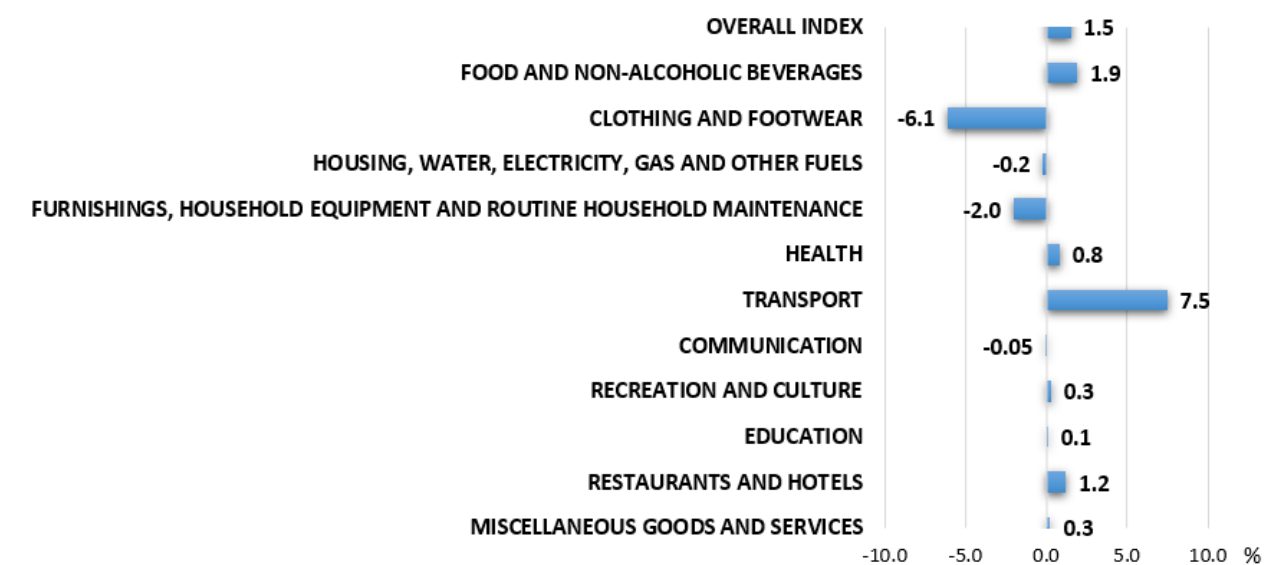 OVERALL INDEX 1.5
FOOD AND NON-ALCOHOLIC BEVERAGES 1.9
CLOTHING AND FOOTWEAR -6.1
HOUSING, WATER, ELECTRICITY, GAS AND OTHER FUELS -0.2
FURNISHINGS, HOUSEHOLD EQUIPMENT AND ROUTINE HOUSEHOLD MAINTENANCE -2.0
HEALTH 0.8
TRANSPORT 7.5
COMMUNICATION -0.05
RECREATION AND CULTURE 0.3
EDUCATION 0.1
RESTAURANTS AND HOTELS 1.2
MISCELLANEOUS GOODS AND SERVICES 0.3
-10.0 -5.0 0.0 5.0 10.0 %